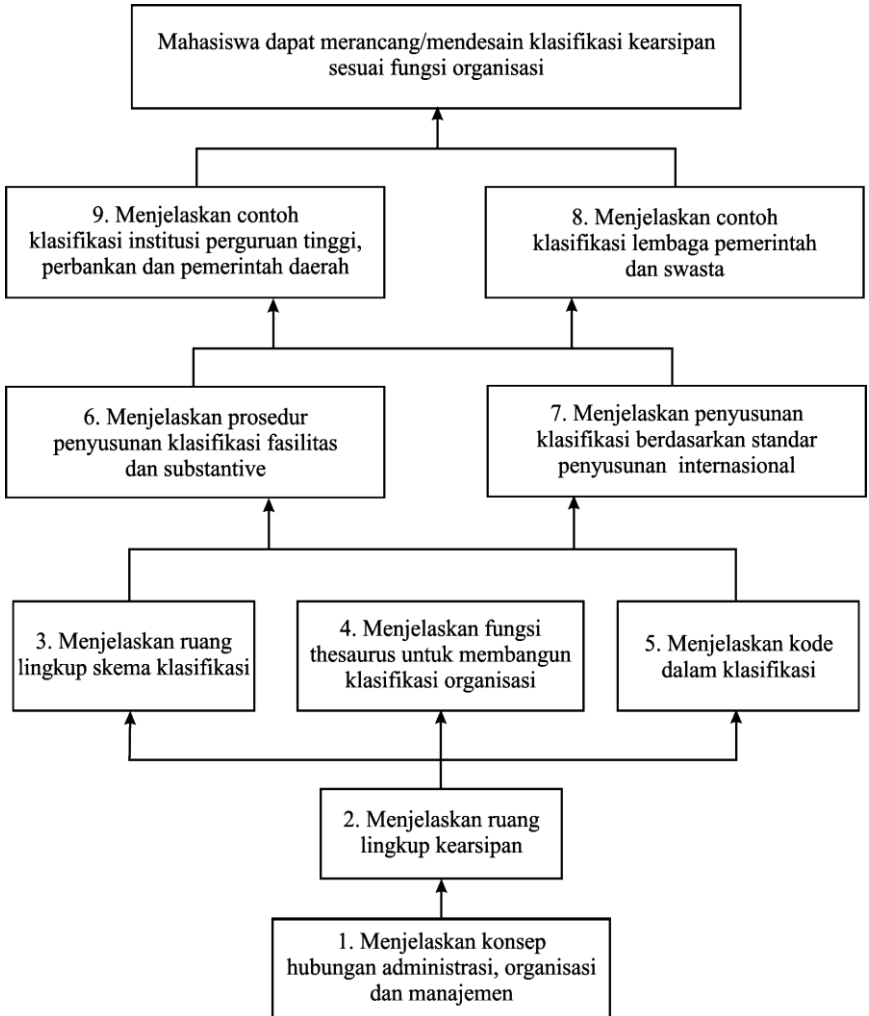 Mahasiswa dapat merancang/mendesain klasifikasi kearsipan
sesuai fungsi organisasi
9. Menjelaskan contoh
klasifikasi institusi perguruan tinggi,
perbankan dan pemerintah daerah
8. Menjelaskan contoh
klasifikasi lembaga pemerintah
dan swasta
6. Menjelaskan prosedur
penyusunan klasifikasi fasilitas
dan substantive
7. Menjelaskan penyusunan
klasifikasi berdasarkan standar
penyusunan internasional
3. Menjelaskan ruang
lingkup skema klasifikasi
4. Menjelaskan fungsi
thesaurus untuk membangun
klasifikasi organisasi
5. Menjelaskan kode
dalam klasifikasi
2. Menjelaskan ruang
lingkup kearsipan
1. Menjelaskan konsep
hubungan administrasi, organisasi
dan manajemen